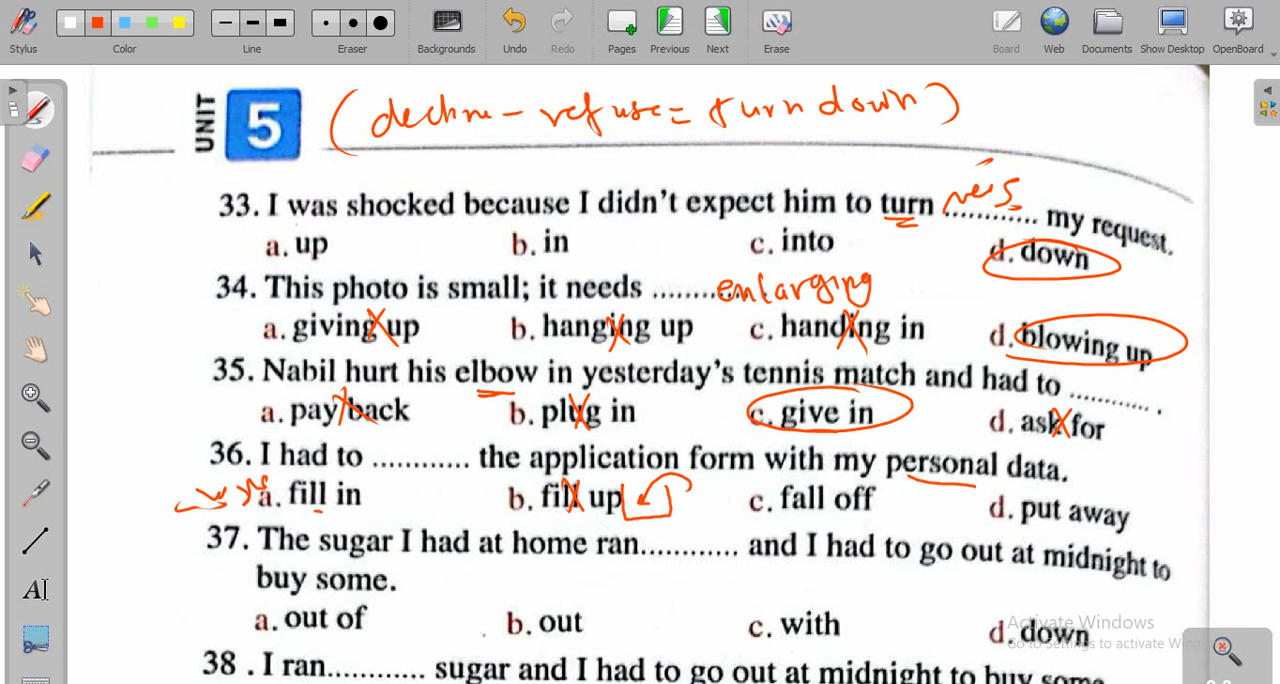 Stylus Color Line Eraser Backgrounds Undo Redo Pages Previous Next Erase Board Web Documents Show Desktop OpenBoard
UNIT 5 ( - refuse = turn down )
33. I was shocked because I didn't expect him to turn ............ my request.
a. up b. in c. into d. down
34. This photo is small; it needs ............ enlarging
a. giving up b. hanging up c. handing in d. blowing up
35. Nabil hurt his elbow in yesterday's tennis match and had to ............ .
a. pay back b. plug in c. give in d. ask for
36. I had to ............ the application form with my personal data.
a. fill in b. fill up c. fall off d. put away
37. The sugar I had at home ran............ and I had to go out at midnight to
buy some.
a. out of b. out c. with d. down
Activate Windows
Go to Settings to activate Win
38 . I ran............ sugar and I had to go out at midnight to buy some